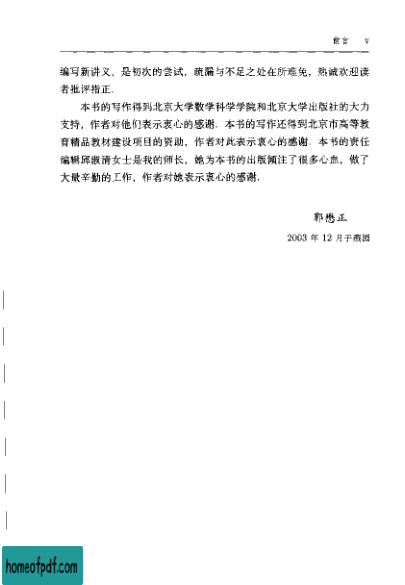 前言 V
编写新讲义，是初次的尝试，疏漏与不足之处在所难免，热诚欢迎读
者批评指正.
本书的写作得到北京大学数学科学学院和北京大学出版社的大力
支持，作者对他们表示衷心的感谢. 本书的写作还得到北京市高等教
育精品教材建设项目的资助，作者对此表示衷心的感谢. 本书的责任
编辑邱淑清女士是我的师长，她为本书的出版倾注了很多心血，做了
大量辛勤的工作，作者对她表示衷心的感谢.
郭懋正
2003 年 12 月于燕园
homeofpdf.com